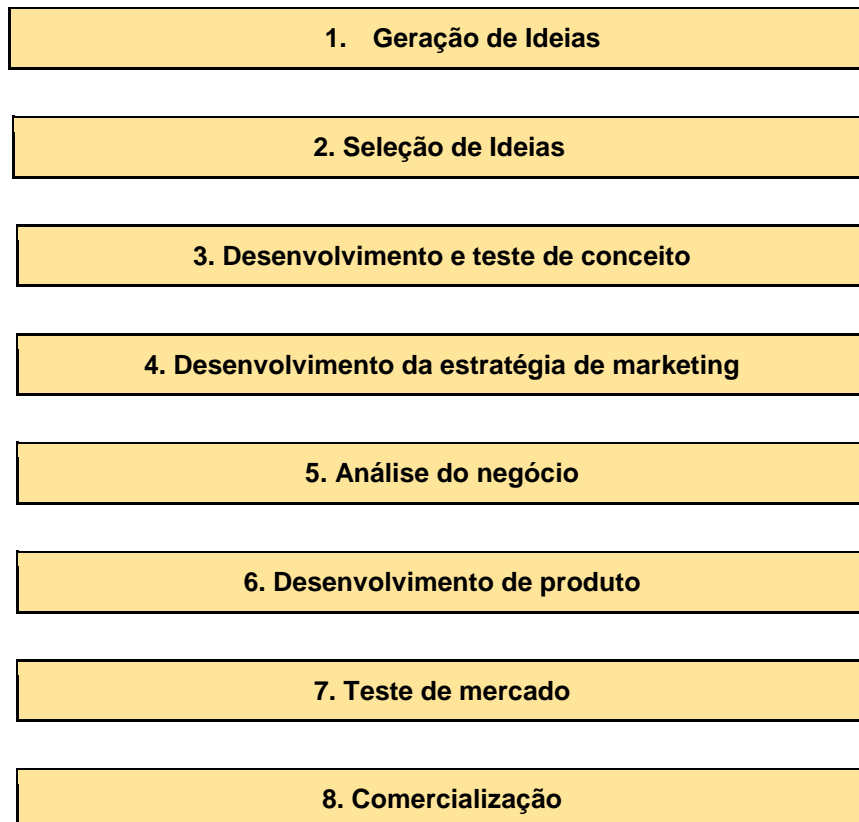 1. Geração de Ideias
2. Seleção de Ideias
3. Desenvolvimento e teste de conceito
4. Desenvolvimento da estratégia de marketing
5. Análise do negócio
6. Desenvolvimento de produto
7. Teste de mercado
8. Comercialização